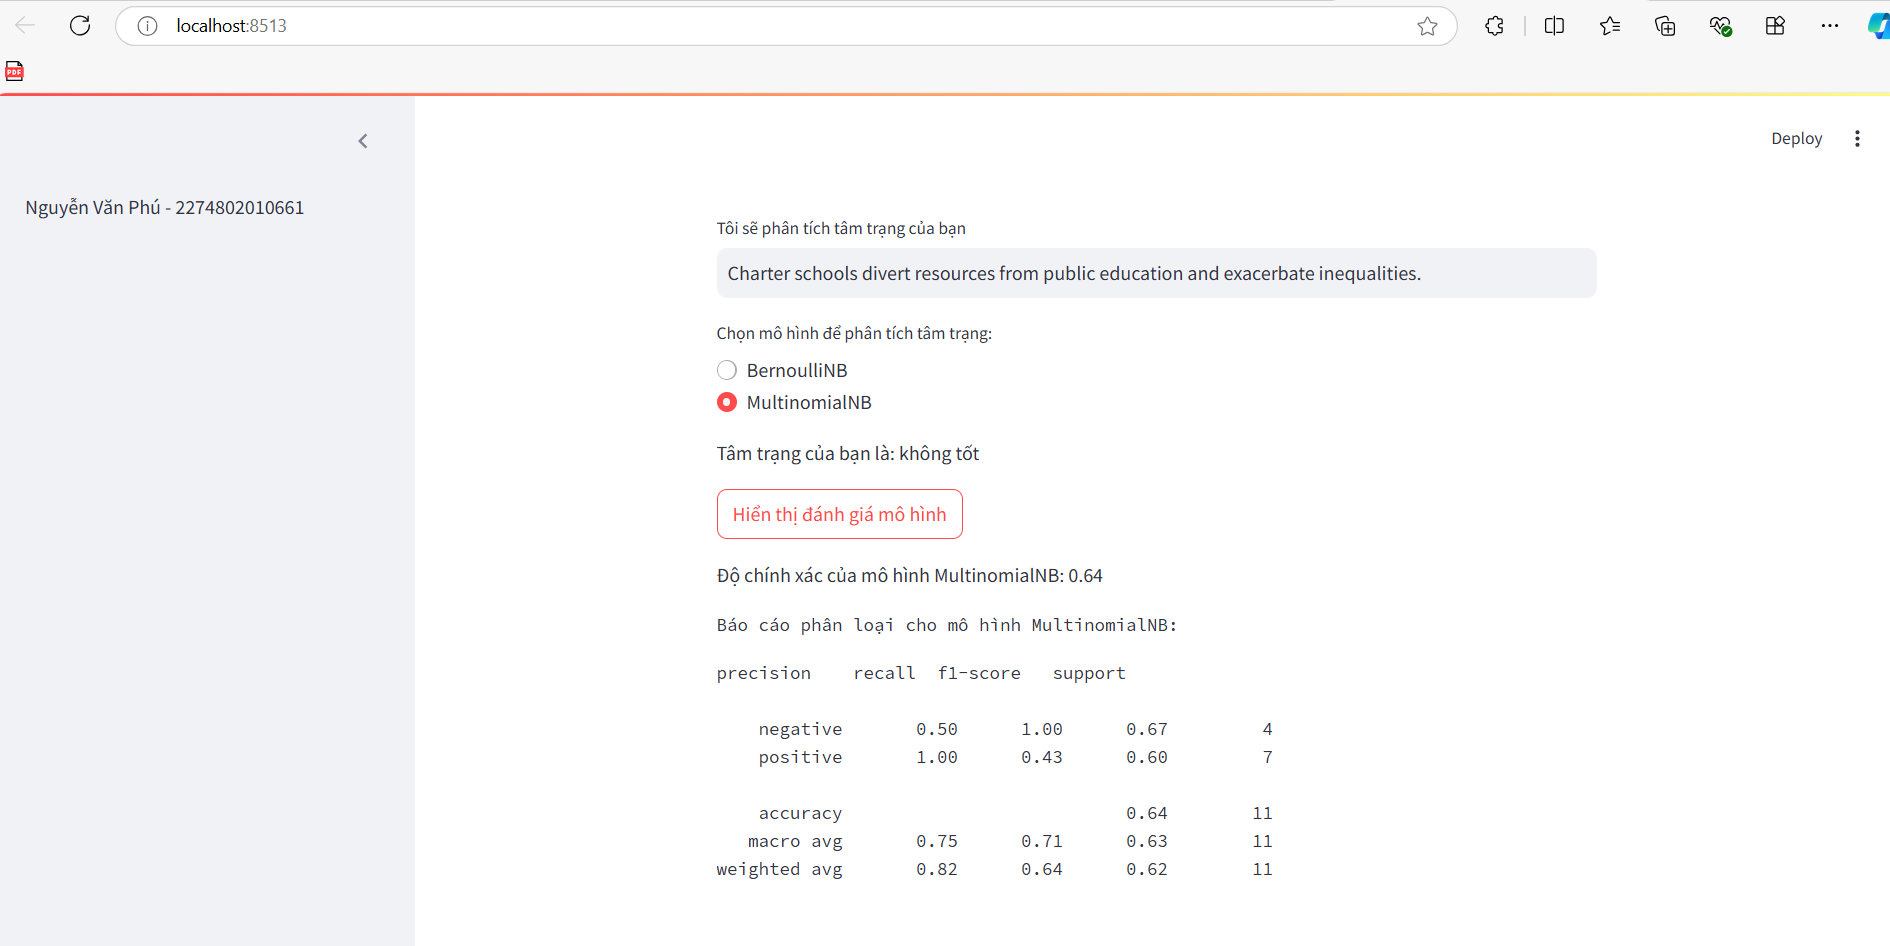 localhost:8513
PDF
Deploy
Nguyễn Văn Phú - 2274802010661
Tôi sẽ phân tích tâm trạng của bạn
Charter schools divert resources from public education and exacerbate inequalities.
Chọn mô hình để phân tích tâm trạng:
BernoulliNB
MultinomialNB
Tâm trạng của bạn là: không tốt
Hiển thị đánh giá mô hình
Độ chính xác của mô hình MultinomialNB: 0.64
Báo cáo phân loại cho mô hình MultinomialNB:
precision    recall  f1-score   support
negative       0.50      1.00      0.67         4
positive       1.00      0.43      0.60         7
accuracy                           0.64        11
macro avg       0.75      0.71      0.63        11
weighted avg       0.82      0.64      0.62        11